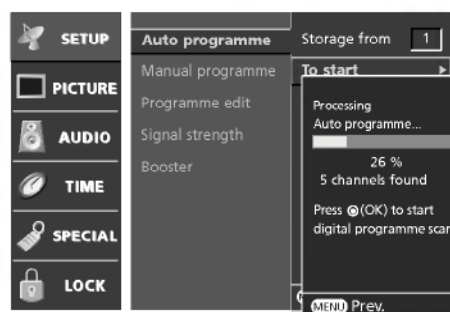 SETUP
PICTURE
AUDIO
TIME
SPECIAL
LOCK
Auto programme
Manual programme
Programme edit
Signal strength
Booster
Storage from 1
To start
Processing
Auto programme...
26 %
5 channels found
Press (OK) to start
digital programme scan
MENU Prev.